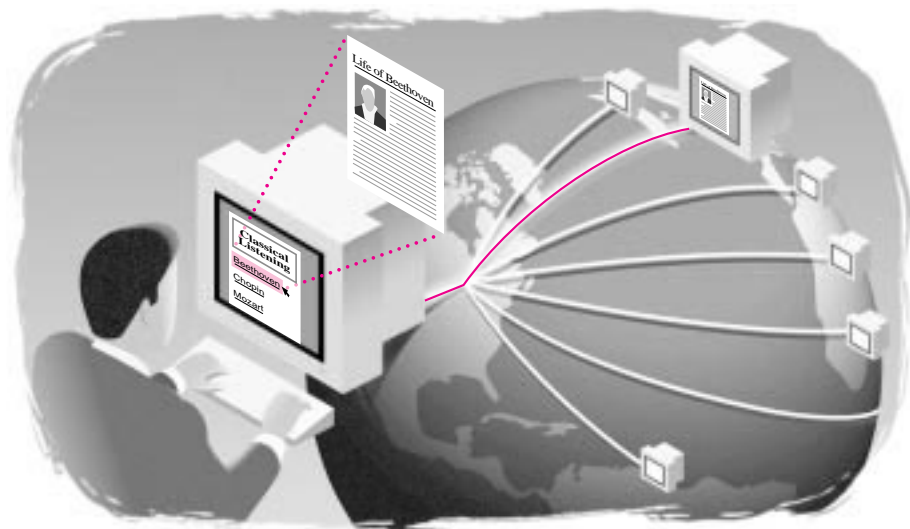 Life of Beethoven
Classical
Listening
Beethoven
Chopin
Mozart